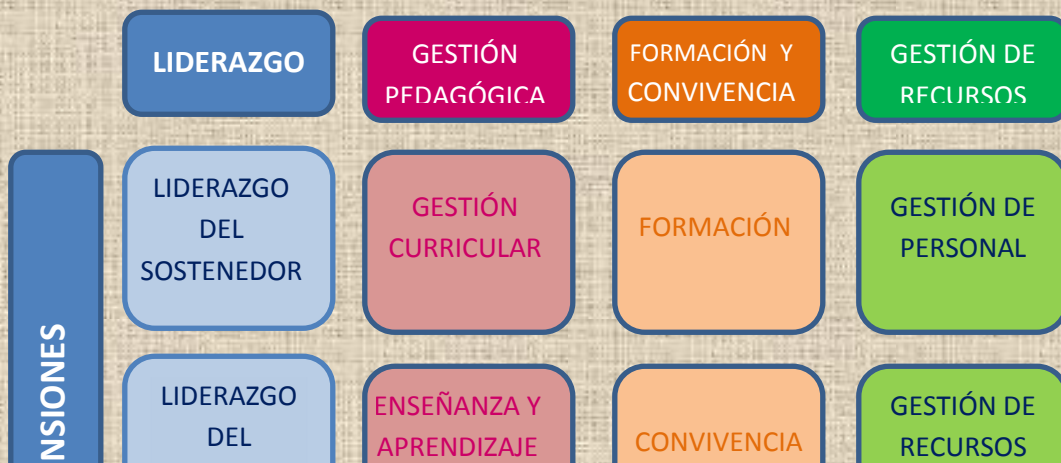 LIDERAZGO
GESTIÓN
PEDAGÓGICA
FORMACIÓN Y
CONVIVENCIA
GESTIÓN DE
RECURSOS
LIDERAZGO
DEL
SOSTENEDOR
GESTIÓN
CURRICULAR
FORMACIÓN
GESTIÓN DE
PERSONAL
NSIONES
LIDERAZGO
DEL
ENSEÑANZA Y
APRENDIZAJE
CONVIVENCIA
GESTIÓN DE
RECURSOS